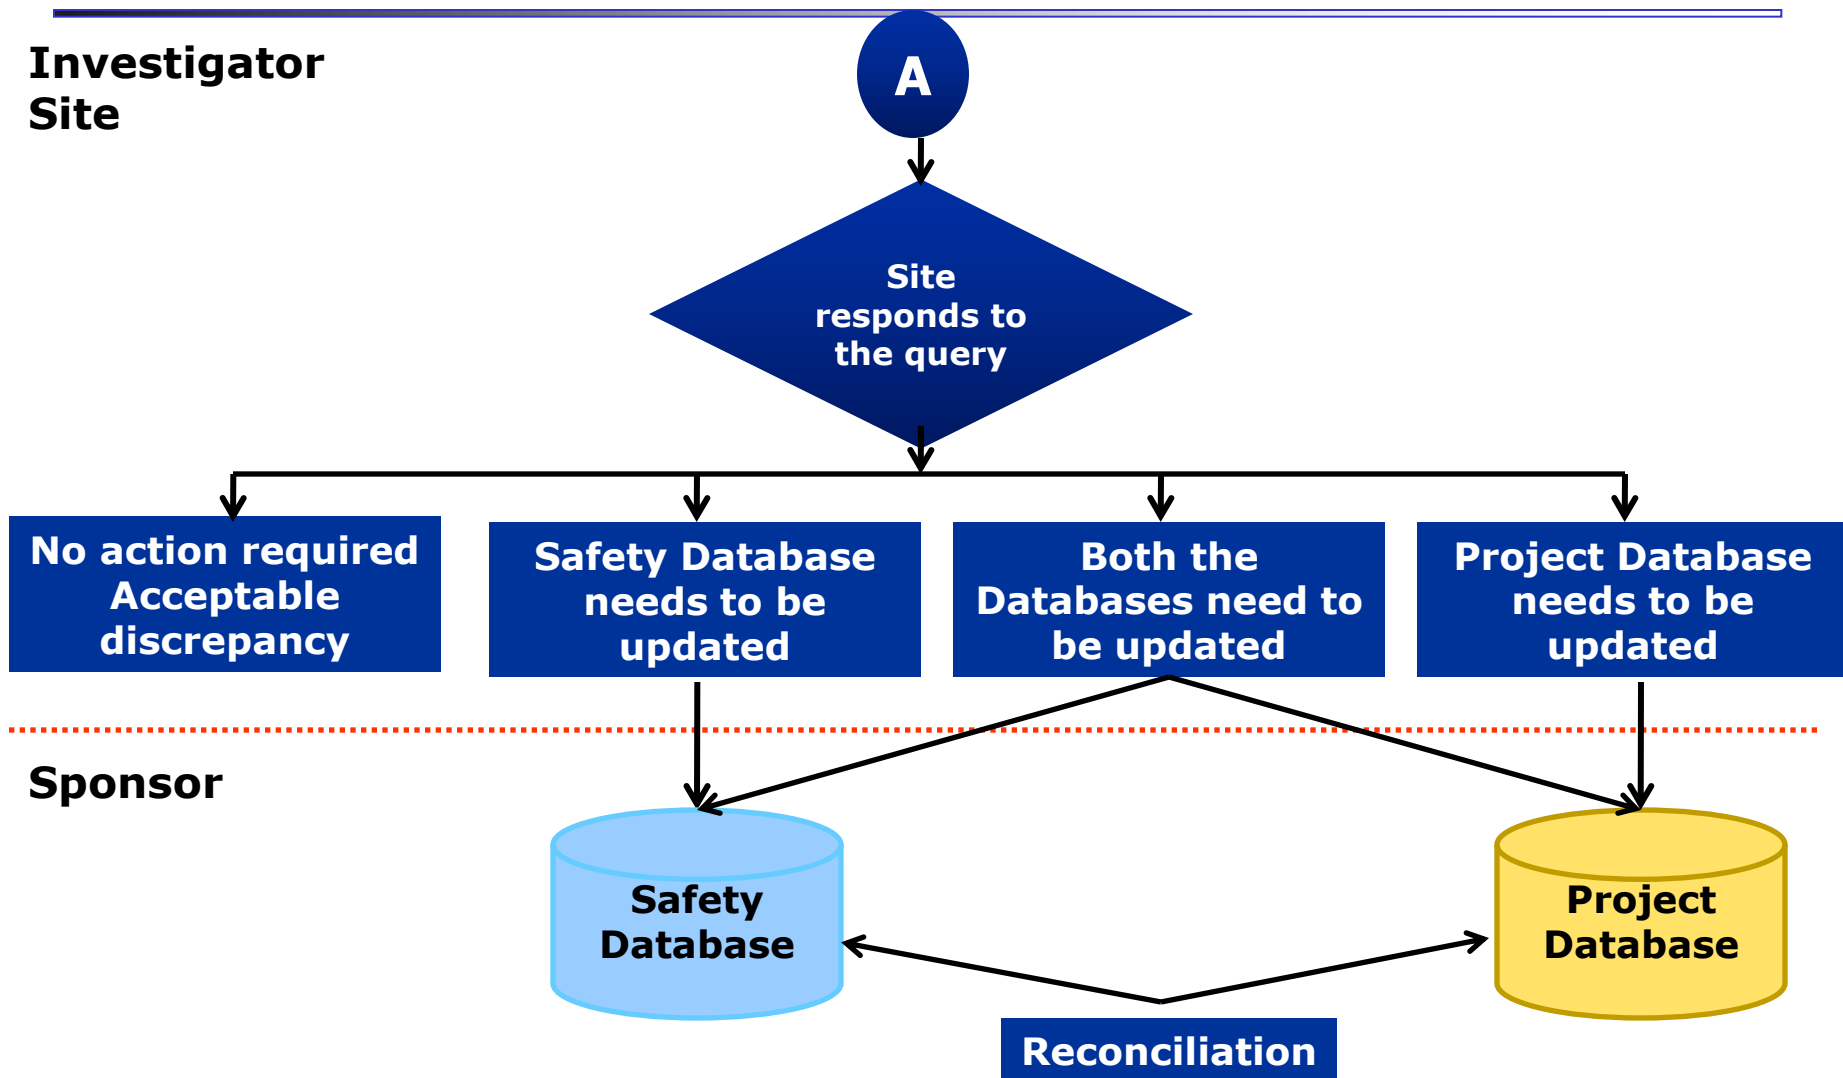 Investigator
Site
A
Site
responds to
the query
No action required
Acceptable
discrepancy
Safety Database
needs to be
updated
Both the
Databases need to
be updated
Project Database
needs to be
updated
Sponsor
Safety
Database
Project
Database
Reconciliation